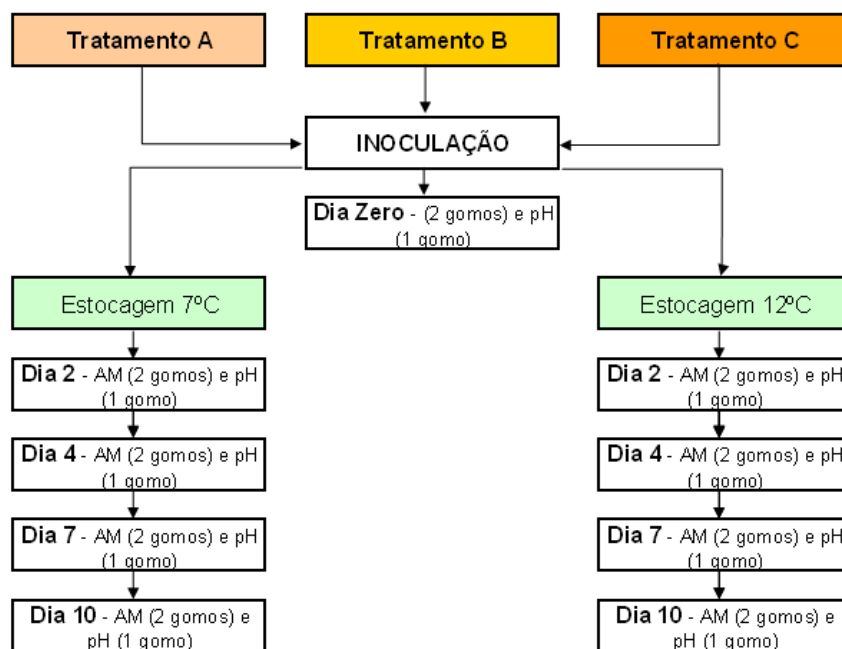 Tratamento A
Tratamento B
Tratamento C
INOCULAÇÃO
Dia Zero - (2 gomos) e pH
(1 gomo)
Estocagem 7ºC
Estocagem 12ºC
Dia 2 - AM (2 gomos) e pH
(1 gomo)
Dia 2 - AM (2 gomos) e pH
(1 gomo)
Dia 4 - AM (2 gomos) e pH
(1 gomo)
Dia 4 - AM (2 gomos) e pH
(1 gomo)
Dia 7 - AM (2 gomos) e pH
(1 gomo)
Dia 7 - AM (2 gomos) e pH
(1 gomo)
Dia 10 - AM (2 gomos) e
pH (1 gomo)
Dia 10 - AM (2 gomos) e
pH (1 gomo)